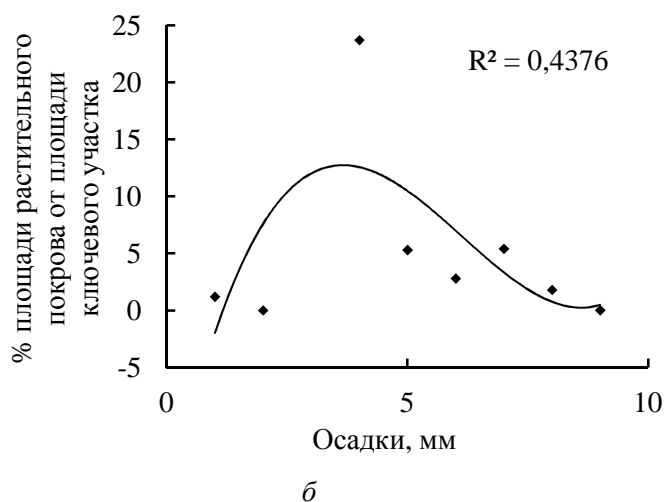 % площади растительного
покрова от площади
ключевого участка
25
20
15
10
5
0
-5
R² = 0,4376
0
5
10
Осадки, мм
б